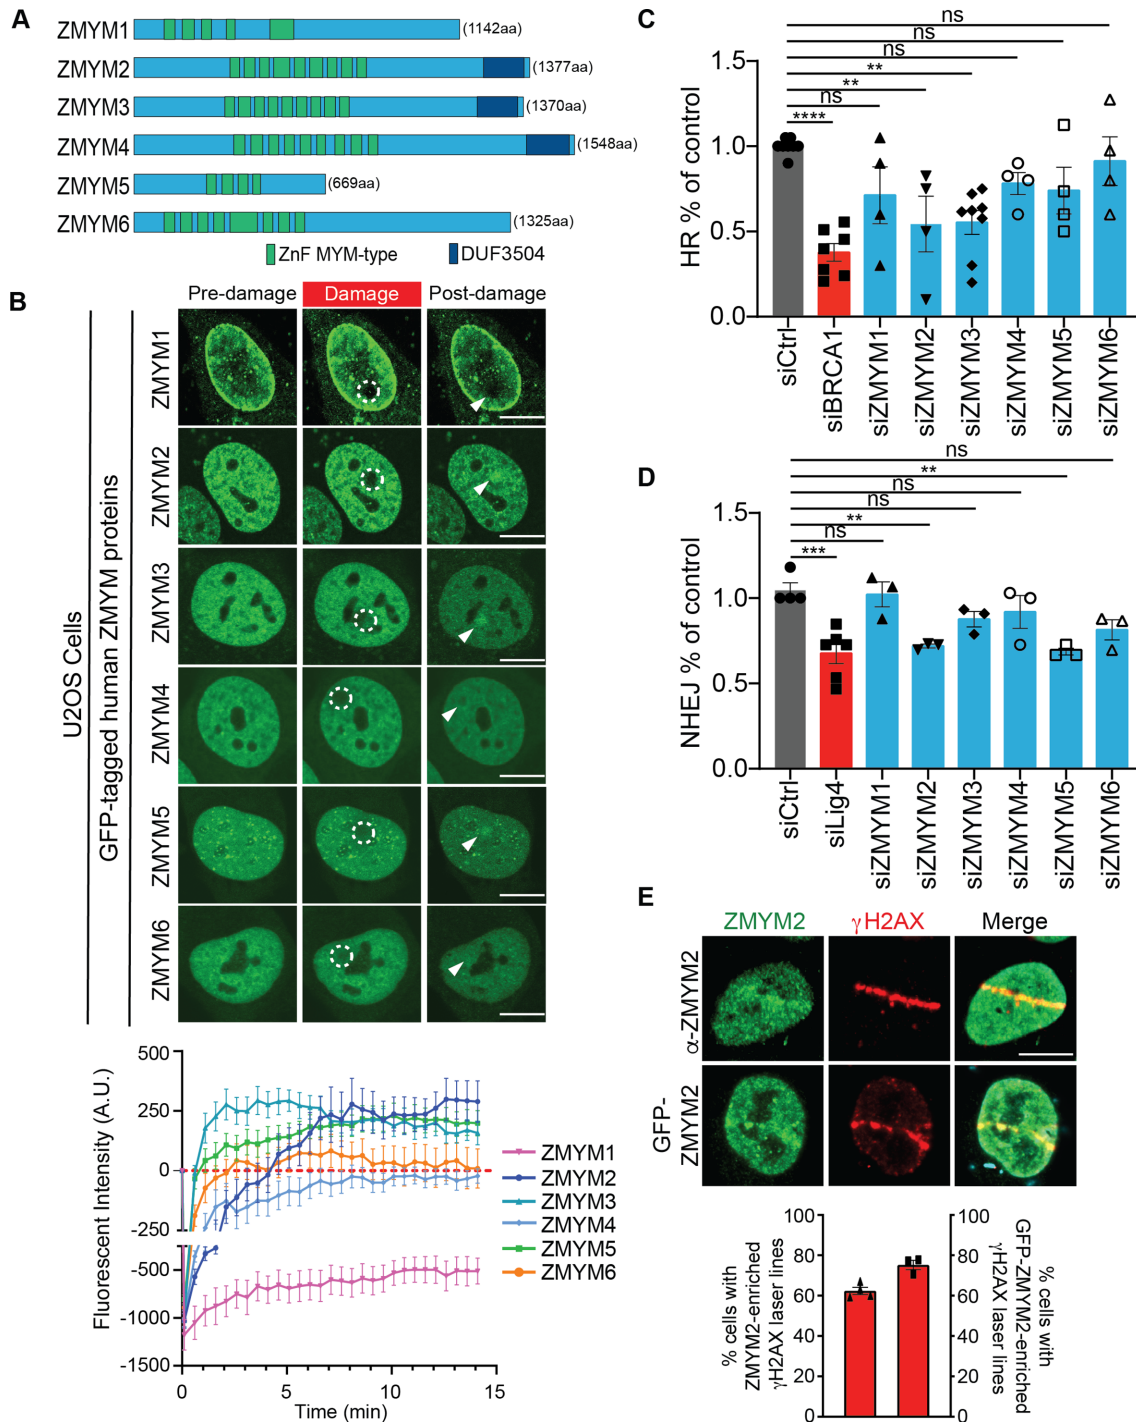 A
ZMYM1 (1142aa)
ZMYM2 (1377aa)
ZMYM3 (1370aa)
ZMYM4 (1548aa)
ZMYM5 (669aa)
ZMYM6 (1325aa)
ZnF MYM-type DUF3504
B
Pre-damage Damage Post-damage
U2OS Cells
GFP-tagged human ZMYM proteins
ZMYM1
ZMYM2
ZMYM3
ZMYM4
ZMYM5
ZMYM6
Fluorescent Intensity (A.U.)
500
250
0
-250
-500
-1000
-1500
0 5 10 15
Time (min)
ZMYM1
ZMYM2
ZMYM3
ZMYM4
ZMYM5
ZMYM6
C
ns
ns
ns
**
**
ns
****
HR % of control
1.5
1.0
0.5
0.0
siCtrl
siBRCA1
siZMYM1
siZMYM2
siZMYM3
siZMYM4
siZMYM5
siZMYM6
D
ns
**
ns
ns
**
ns
***
NHEJ % of control
1.5
1.0
0.5
0.0
siCtrl
siLig4
siZMYM1
siZMYM2
siZMYM3
siZMYM4
siZMYM5
siZMYM6
E
ZMYM2 γH2AX Merge
α-ZMYM2
GFP-
ZMYM2
% cells with
ZMYM2-enriched
γH2AX laser lines
100
80
60
40
20
0
100
80
60
40
20
0
% cells with
GFP-ZMYM2-enriched
γH2AX laser lines